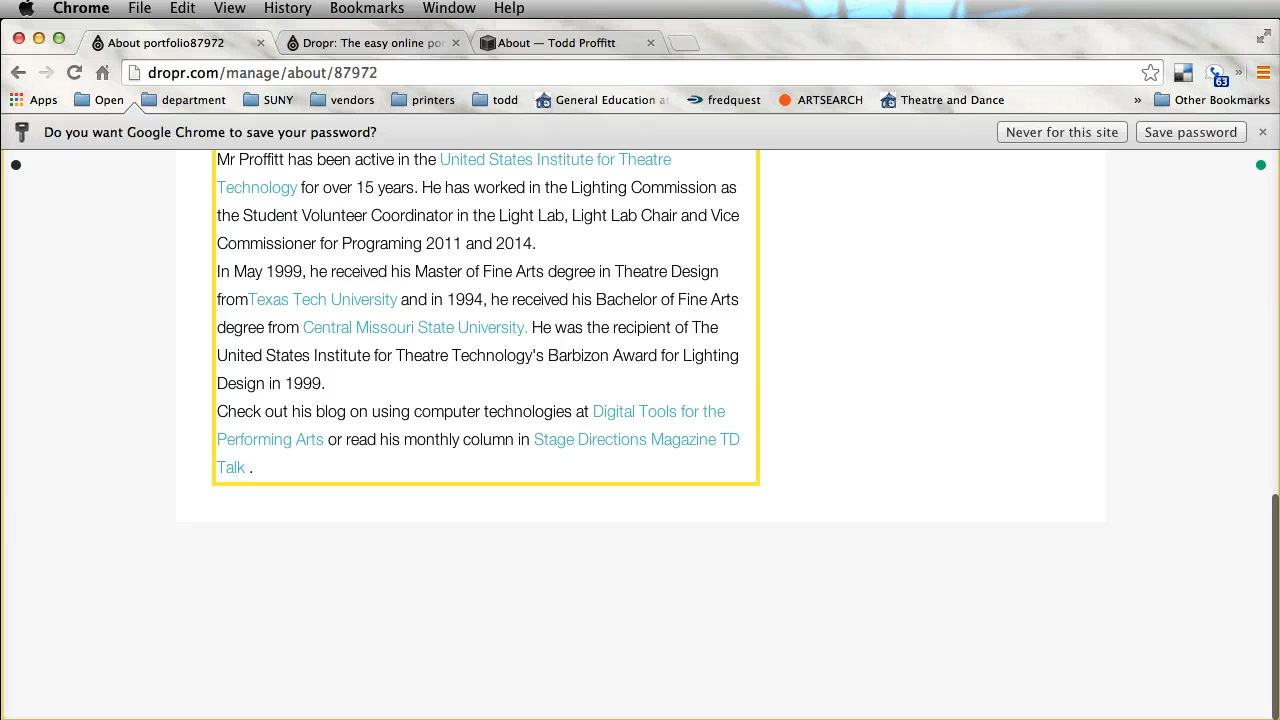 Chrome File Edit View History Bookmarks Window Help
About portfolio87972 Dropr: The easy online po About — Todd Proffitt
dropr.com/manage/about/87972
63
Apps Open department SUNY vendors printers todd General Education at fredquest ARTSEARCH Theatre and Dance » Other Bookmarks
Do you want Google Chrome to save your password? Never for this site Save password
Mr Proffitt has been active in the United States Institute for Theatre
Technology for over 15 years. He has worked in the Lighting Commission as
the Student Volunteer Coordinator in the Light Lab, Light Lab Chair and Vice
Commissioner for Programing 2011 and 2014.
In May 1999, he received his Master of Fine Arts degree in Theatre Design
fromTexas Tech University and in 1994, he received his Bachelor of Fine Arts
degree from Central Missouri State University. He was the recipient of The
United States Institute for Theatre Technology's Barbizon Award for Lighting
Design in 1999.
Check out his blog on using computer technologies at Digital Tools for the
Performing Arts or read his monthly column in Stage Directions Magazine TD
Talk .